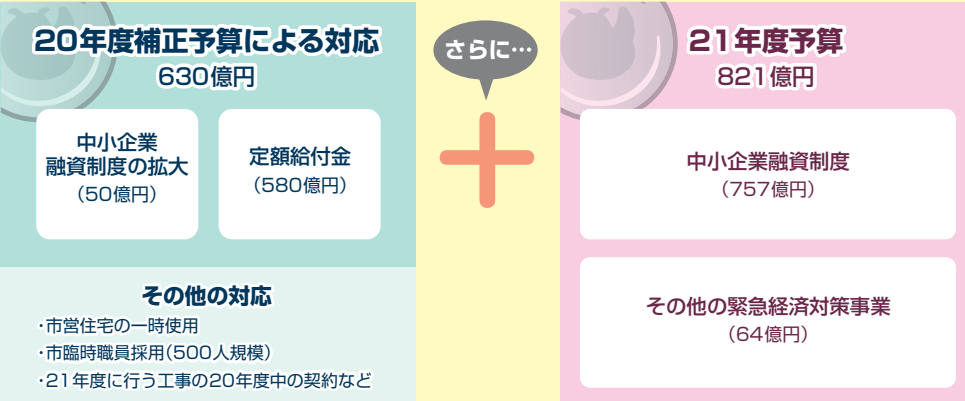 20年度補正予算による対応
630億円
中小企業
融資制度の拡大
（50億円）
定額給付金
（580億円）
その他の対応
・市営住宅の一時使用
・市臨時職員採用（500人規模）
・21年度に行う工事の20年度中の契約など
さらに…
21年度予算
821億円
中小企業融資制度
（757億円）
その他の緊急経済対策事業
（64億円）